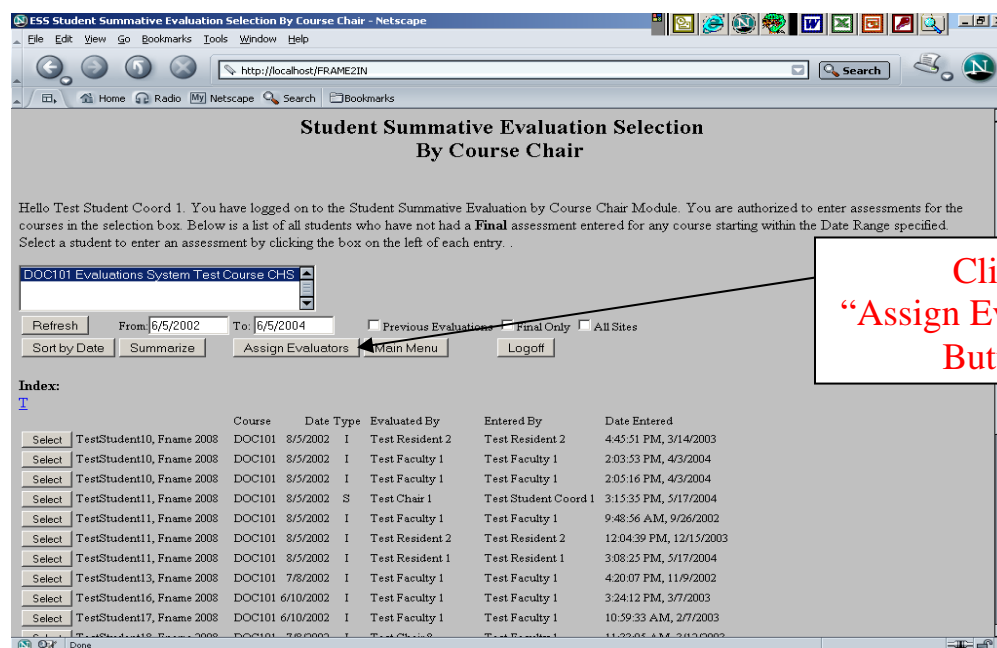 ESS Student Summative Evaluation Selection By Course Chair - Netscape
File Edit View Go Bookmarks Tools Window Help
http://localhost/FRAME2IN
Search
Home Radio My Netscape Search Bookmarks
Student Summative Evaluation Selection
By Course Chair
Hello Test Student Coord 1. You have logged on to the Student Summative Evaluation by Course Chair Module. You are authorized to enter assessments for the
courses in the selection box. Below is a list of all students who have not had a Final assessment entered for any course starting within the Date Range specified.
Select a student to enter an assessment by clicking the box on the left of each entry. .
DOC101 Evaluations System Test Course CHS
Cli
“Assign Ev
But
Refresh From: 6/5/2002 To: 6/5/2004 Previous Evaluations Final Only All Sites
Sort by Date Summarize Assign Evaluators Main Menu Logoff
Index:
T
Course Date Type Evaluated By Entered By Date Entered
Select TestStudent10, Fname 2008 DOC101 8/5/2002 I Test Resident 2 Test Resident 2 4:45:51 PM, 3/14/2003
Select TestStudent10, Fname 2008 DOC101 8/5/2002 I Test Faculty 1 Test Faculty 1 2:03:53 PM, 4/3/2004
Select TestStudent10, Fname 2008 DOC101 8/5/2002 I Test Faculty 1 Test Faculty 1 2:05:16 PM, 4/3/2004
Select TestStudent11, Fname 2008 DOC101 8/5/2002 S Test Chair 1 Test Student Coord 1 3:15:35 PM, 5/17/2004
Select TestStudent11, Fname 2008 DOC101 8/5/2002 I Test Faculty 1 Test Faculty 1 9:48:56 AM, 9/26/2002
Select TestStudent11, Fname 2008 DOC101 8/5/2002 I Test Resident 2 Test Resident 2 12:04:39 PM, 12/15/2003
Select TestStudent11, Fname 2008 DOC101 8/5/2002 I Test Resident 1 Test Resident 1 3:08:25 PM, 5/17/2004
Select TestStudent13, Fname 2008 DOC101 7/8/2002 I Test Faculty 1 Test Faculty 1 4:20:07 PM, 11/9/2002
Select TestStudent16, Fname 2008 DOC101 6/10/2002 I Test Faculty 1 Test Faculty 1 3:24:12 PM, 3/7/2003
Select TestStudent17, Fname 2008 DOC101 6/10/2002 I Test Faculty 1 Test Faculty 1 10:59:33 AM, 2/7/2003
Done